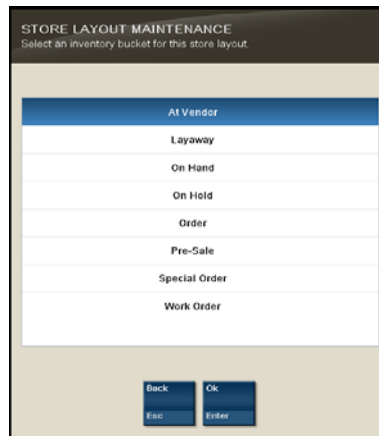 STORE LAYOUT MAINTENANCE
Select an inventory bucket for this store layout.
At Vendor
Layaway
On Hand
On Hold
Order
Pre-Sale
Special Order
Work Order
Back Ok
Esc Enter